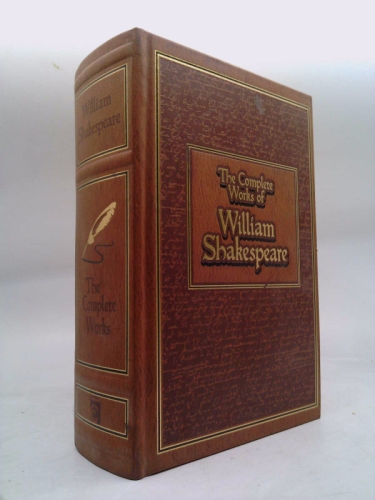 William
Shakespeare
The
Complete
Works
The Complete
Works of
William
Shakespeare